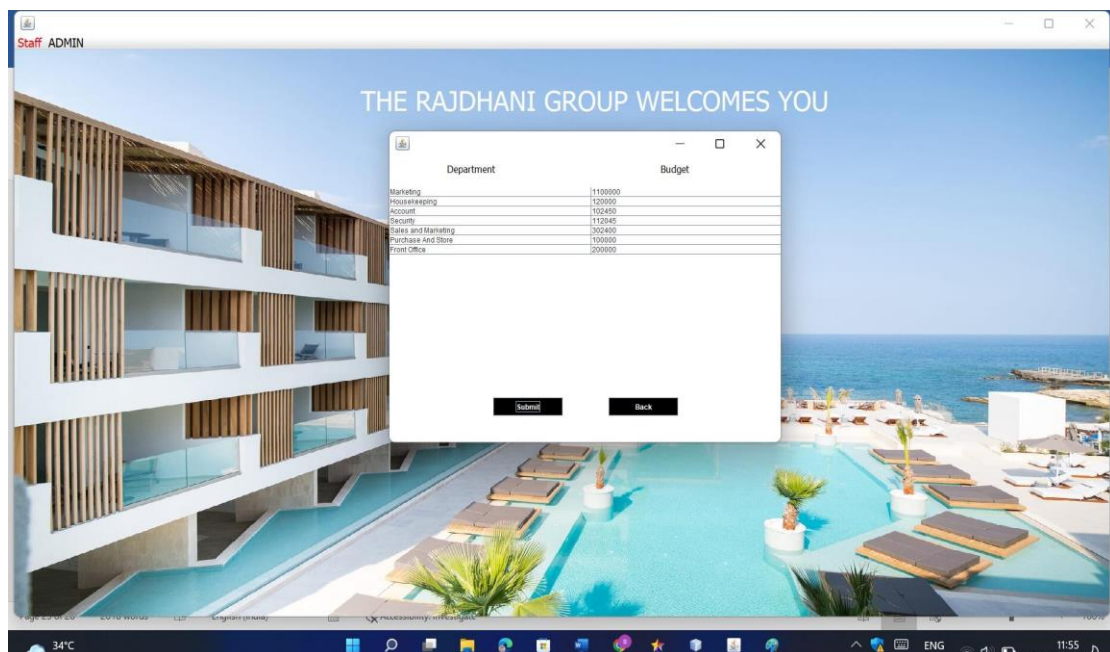 Staff ADMIN
THE RAJDHANI GROUP WELCOMES YOU
Department Budget
Marketing 1100000
Housekeeping 120000
Account 102450
Security 112045
Sales and Marketing 302400
Purchase And Store 100000
Front Office 200000
Submit Back
34°C ENG 11:55